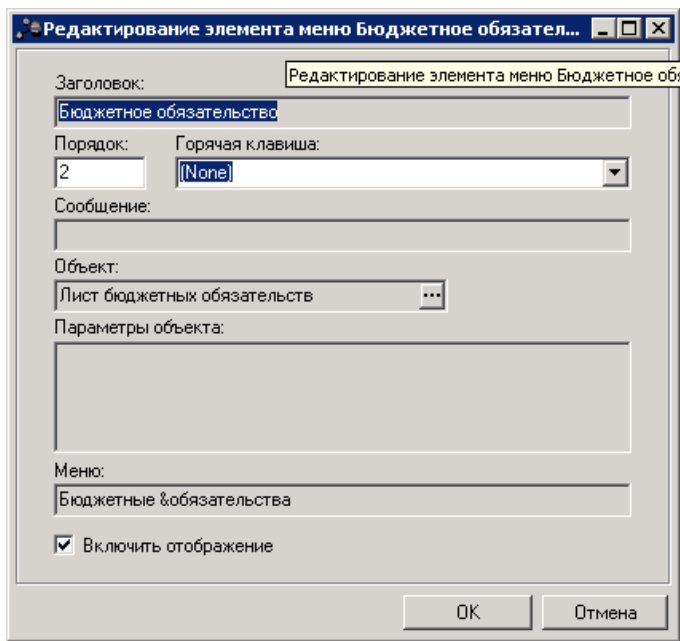 Редактирование элемента меню Бюджетное обязател...
Редактирование элемента меню Бюджетное обя
Заголовок:
Бюджетное обязательство
Порядок: Горячая клавиша:
2 (None)
Сообщение:
Объект:
Лист бюджетных обязательств ...
Параметры объекта:
Меню:
Бюджетные &обязательства
Включить отображение
OK Отмена